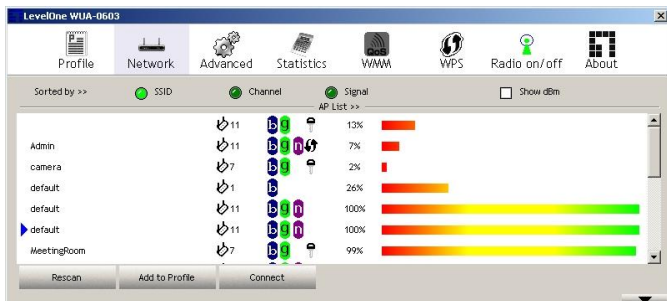 LevelOne WUA-0603
Profile Network Advanced Statistics QoS WMM WPS Radio on/off About
Sorted by >> SSID Channel Signal Show dBm
AP List >>
11 b g 13%
Admin 11 b g n 7%
camera 7 b g 2%
default 1 b 26%
default 11 b g n 100%
default 11 b g n 100%
MeetingRoom 7 b g 99%
Rescan Add to Profile Connect